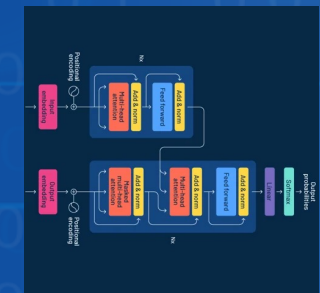 Output
probabilities
Softmax
Linear
Add & norm
Feed forward
Add & norm
Multi-head
attention
Add & norm
Masked
multi-head
attention
Nx
Positional
encoding
Output
embedding
Add & norm
Feed forward
Add & norm
Multi-head
attention
Nx
Positional
encoding
Input
embedding